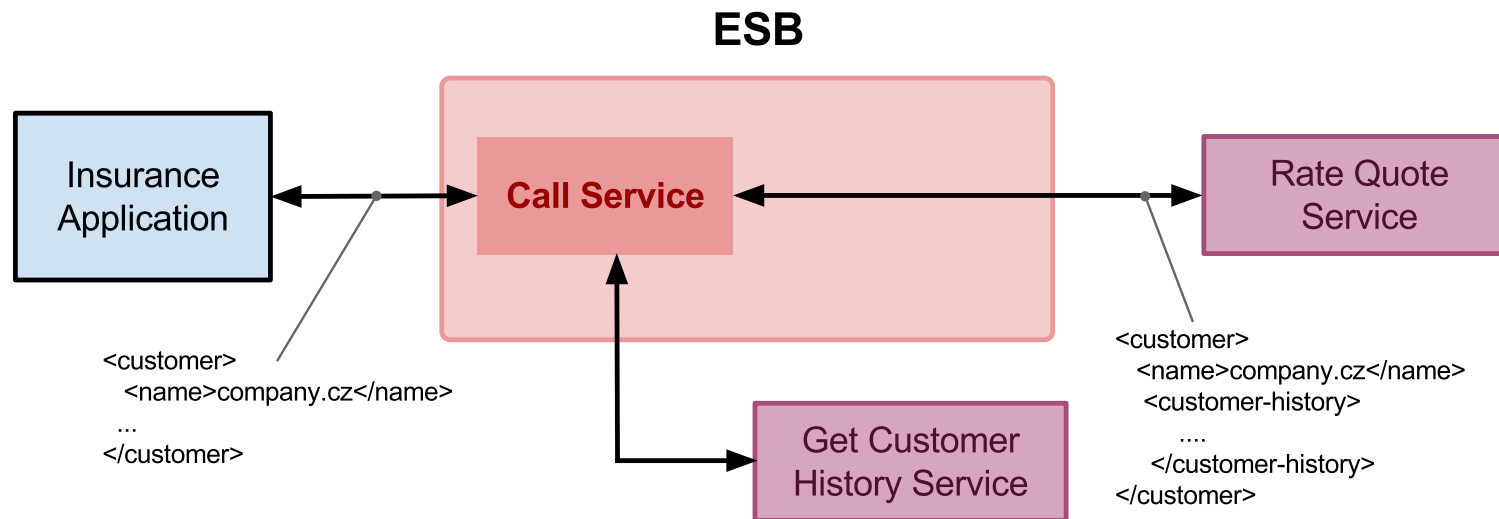 ESB
Insurance
Application
Call Service
Rate Quote
Service
<customer>
<name>company.cz</name>
...
</customer>
Get Customer
History Service
<customer>
<name>company.cz</name>
<customer-history>
....
</customer-history>
</customer>